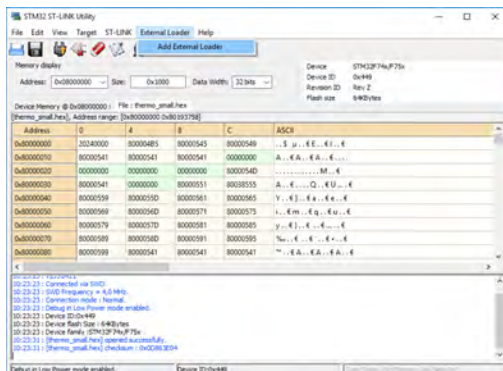 STM32 ST-LINK Utility
File Edit View Target ST-LINK External Loader Help
Add External Loader
Memory display
Address: 0x08000000 Size: 0x1000 Data Width: 32 bits
Device STM32F74x/F75x
Device ID 0x449
Revision ID Rev Z
Flash size 64KBytes
Device Memory @ 0x08000000 : File : thermo_small.hex
[thermo_small.hex], Address range: [0x80000000 0x80193758]
Address 0 4 8 C ASCII
0x80000000 20240000 800004B5 80000545 80000549
0x80000010 80000541 80000541 80000541 00000000
0x80000020 00000000 00000000 00000000 8000054D
0x80000030 80000541 00000000 80000551 80038555
0x80000040 80000559 8000055D 80000561 80000565
0x80000050 80000569 8000056D 80000571 80000575
0x80000060 80000579 8000057D 80000581 80000585
0x80000070 80000589 8000058D 80000591 80000595
0x80000080 80000599 80000541 80000541 80000541
10:23:23 : Connected via SWD.
10:23:23 : SWD Frequency = 4,0 MHz.
10:23:23 : Connection mode : Normal.
10:23:23 : Debug in Low Power mode enabled.
10:23:23 : Device ID:0x449
10:23:23 : Device flash Size : 64KBytes
10:23:23 : Device family :STM32F74x/F75x
10:23:31 : [thermo_small.hex] opened successfully.
10:23:31 : [thermo_small.hex] checksum : 0x0D863E04
Debug in Low Power mode enabled. Device ID:0x449